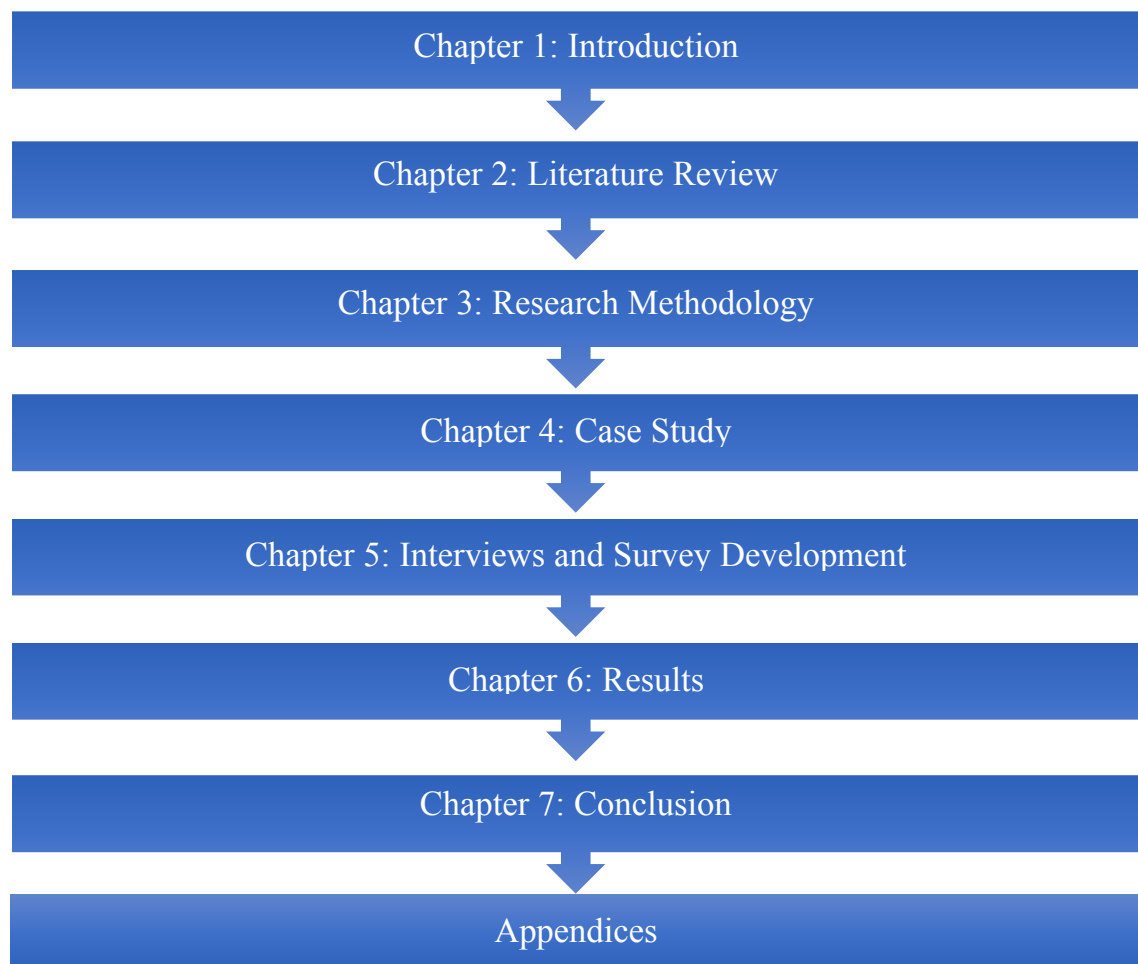 Chapter 1: Introduction
Chapter 2: Literature Review
Chapter 3: Research Methodology
Chapter 4: Case Study
Chapter 5: Interviews and Survey Development
Chapter 6: Results
Chapter 7: Conclusion
Appendices